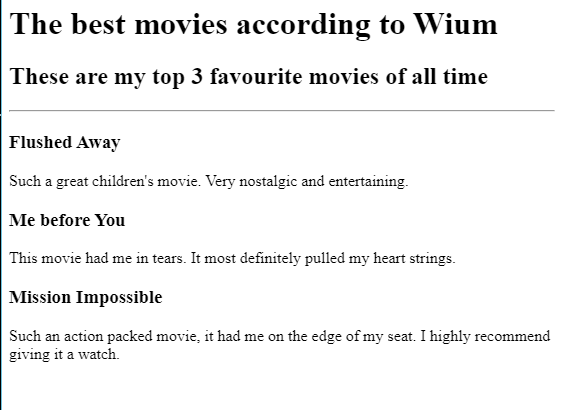 The best movies according to Wium
These are my top 3 favourite movies of all time
Flushed Away
Such a great children's movie. Very nostalgic and entertaining.
Me before You
This movie had me in tears. It most definitely pulled my heart strings.
Mission Impossible
Such an action packed movie, it had me on the edge of my seat. I highly recommend
giving it a watch.